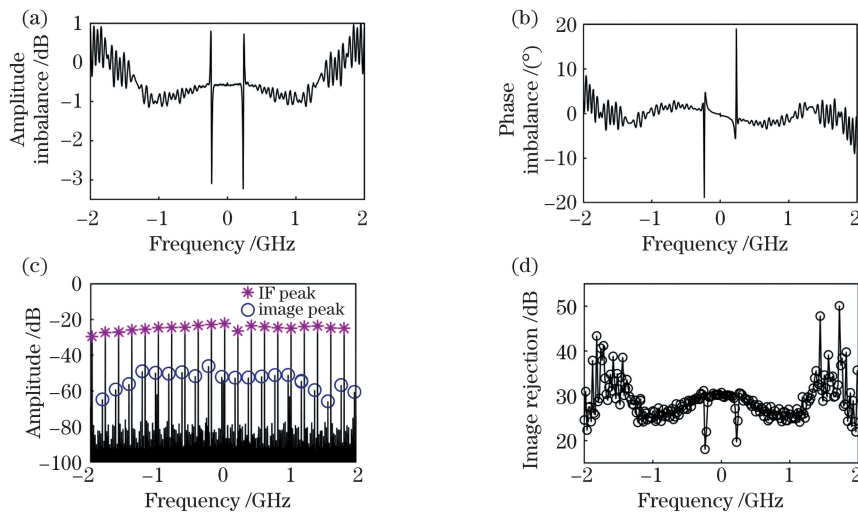 (a)
Amplitude
imbalance /dB
1
0
−1
−2
−3
−2
−1
0
1
2
Frequency /GHz
(b)
Phase
imbalance /(°)
20
10
0
−10
−20
−2
−1
0
1
2
Frequency /GHz
(c)
Amplitude /dB
0
−20
−40
−60
−80
−100
IF peak
image peak
−2
−1
0
1
2
Frequency /GHz
(d)
Image rejection /dB
50
40
30
20
−2
−1
0
1
2
Frequency /GHz